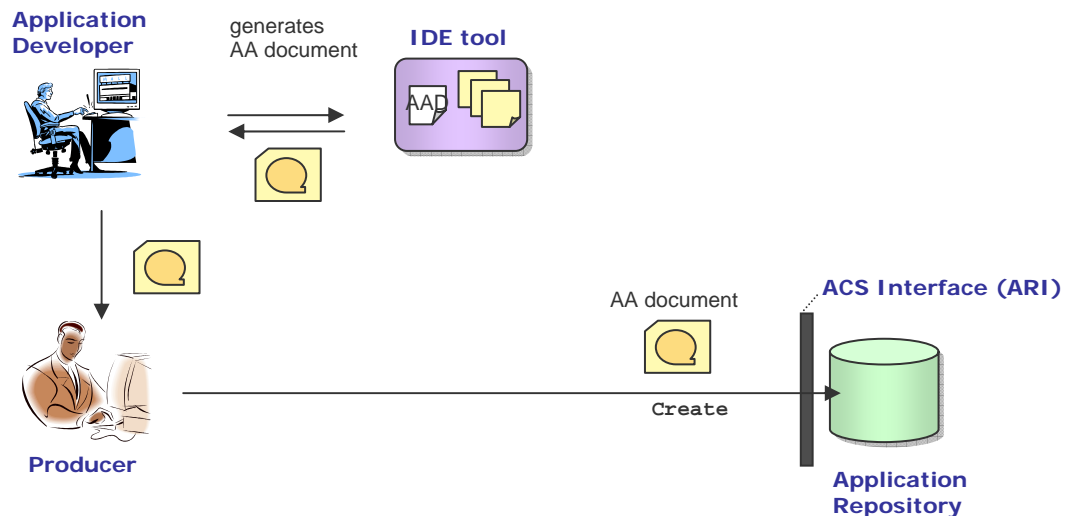 Application
Developer
generates
AA document
IDE tool
AAD
ACS Interface (ARI)
AA document
Create
Producer
Application
Repository